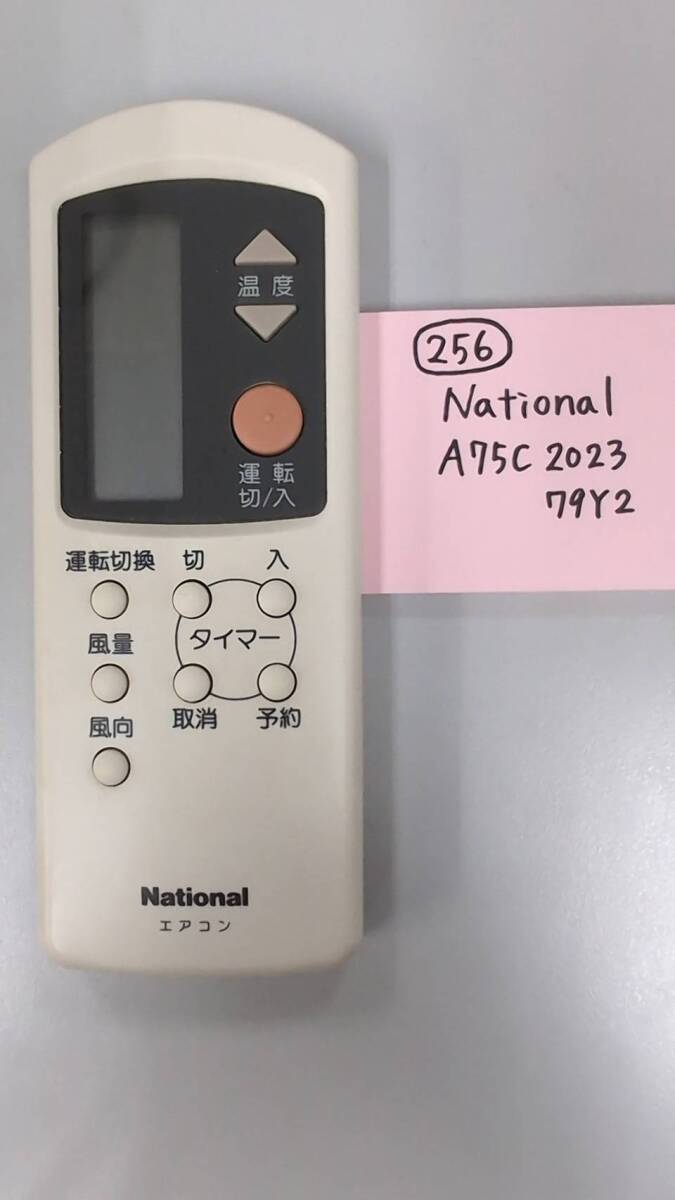 温度
運転
切/入
運転切換
切
入
風量
タイマー
風向
取消
予約
National
エアコン
256
National
A75C 2023
79Y2